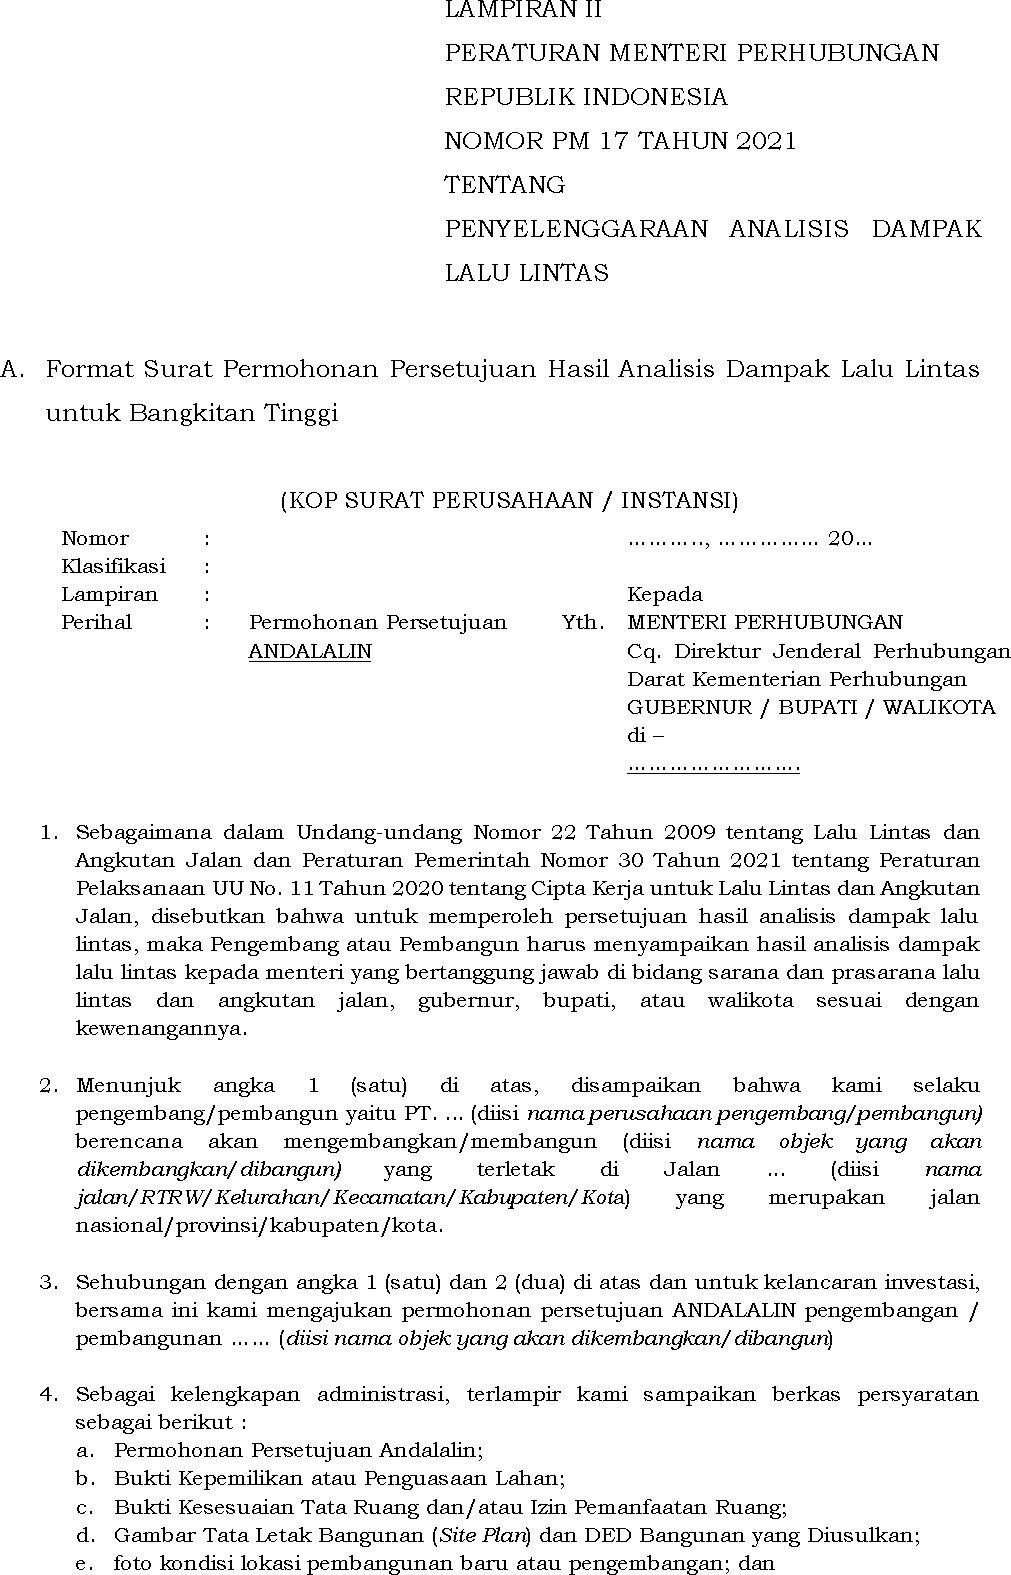 LAMPIRAN II
PERATURAN MENTERI PERHUBUNGAN
REPUBLIK INDONESIA
NOMOR PM 17 TAHUN 2021
TENTANG
PENYELENGGARAAN ANALISIS DAMPAK
LALU LINTAS
A. Format Surat Permohonan Persetujuan Hasil Analisis Dampak Lalu Lintas
untuk Bangkitan Tinggi
(KOP SURAT PERUSAHAAN / INSTANSI)
Nomor : ……….., …………… 20…
Klasifikasi :
Lampiran : Kepada
Perihal : Permohonan Persetujuan Yth. MENTERI PERHUBUNGAN
ANDALALIN Cq. Direktur Jenderal Perhubungan
Darat Kementerian Perhubungan
GUBERNUR / BUPATI / WALIKOTA
di –
…………………….
1. Sebagaimana dalam Undang-undang Nomor 22 Tahun 2009 tentang Lalu Lintas dan
Angkutan Jalan dan Peraturan Pemerintah Nomor 30 Tahun 2021 tentang Peraturan
Pelaksanaan UU No. 11 Tahun 2020 tentang Cipta Kerja untuk Lalu Lintas dan Angkutan
Jalan, disebutkan bahwa untuk memperoleh persetujuan hasil analisis dampak lalu
lintas, maka Pengembang atau Pembangun harus menyampaikan hasil analisis dampak
lalu lintas kepada menteri yang bertanggung jawab di bidang sarana dan prasarana lalu
lintas dan angkutan jalan, gubernur, bupati, atau walikota sesuai dengan
kewenangannya.
2. Menunjuk angka 1 (satu) di atas, disampaikan bahwa kami selaku
pengembang/pembangun yaitu PT. … (diisi nama perusahaan pengembang/pembangun)
berencana akan mengembangkan/membangun (diisi nama objek yang akan
dikembangkan/dibangun) yang terletak di Jalan … (diisi nama
jalan/RTRW/Kelurahan/Kecamatan/Kabupaten/Kota) yang merupakan jalan
nasional/provinsi/kabupaten/kota.
3. Sehubungan dengan angka 1 (satu) dan 2 (dua) di atas dan untuk kelancaran investasi,
bersama ini kami mengajukan permohonan persetujuan ANDALALIN pengembangan /
pembangunan …… (diisi nama objek yang akan dikembangkan/dibangun)
4. Sebagai kelengkapan administrasi, terlampir kami sampaikan berkas persyaratan
sebagai berikut :
a. Permohonan Persetujuan Andalalin;
b. Bukti Kepemilikan atau Penguasaan Lahan;
c. Bukti Kesesuaian Tata Ruang dan/atau Izin Pemanfaatan Ruang;
d. Gambar Tata Letak Bangunan (Site Plan) dan DED Bangunan yang Diusulkan;
e. foto kondisi lokasi pembangunan baru atau pengembangan; dan